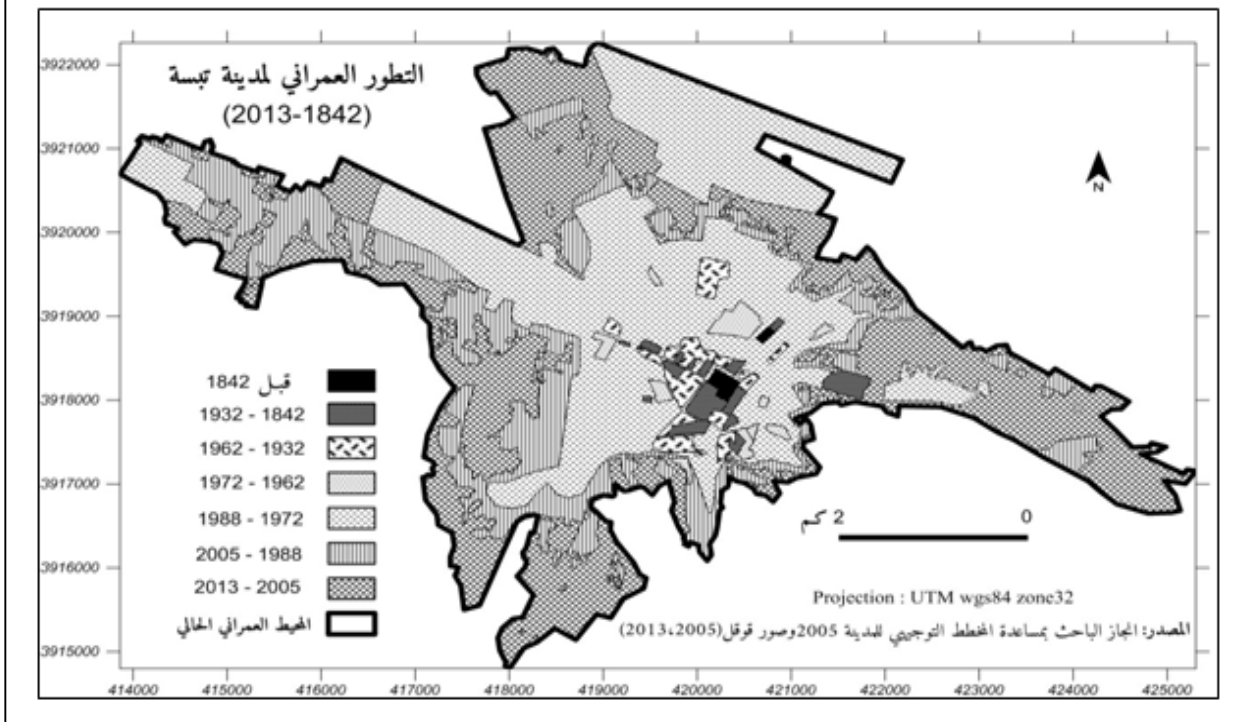 التطور العمراني لمدينة تبسة
(2013-1842)
3922000
3921000
3920000
3919000
3918000
3917000
3916000
3915000
N
قبل 1842
1932 - 1842
1962 - 1932
1972 - 1962
1988 - 1972
2005 - 1988
2013 - 2005
المحيط العمراني الحالي
2 كم 0
Projection : UTM wgs84 zone32
المصدر: انجاز الباحث بمساعدة المخطط التوجيهي للمدينة 2005 وصور قوقل (2013،2005)
414000 415000 416000 417000 418000 419000 420000 421000 422000 423000 424000 425000